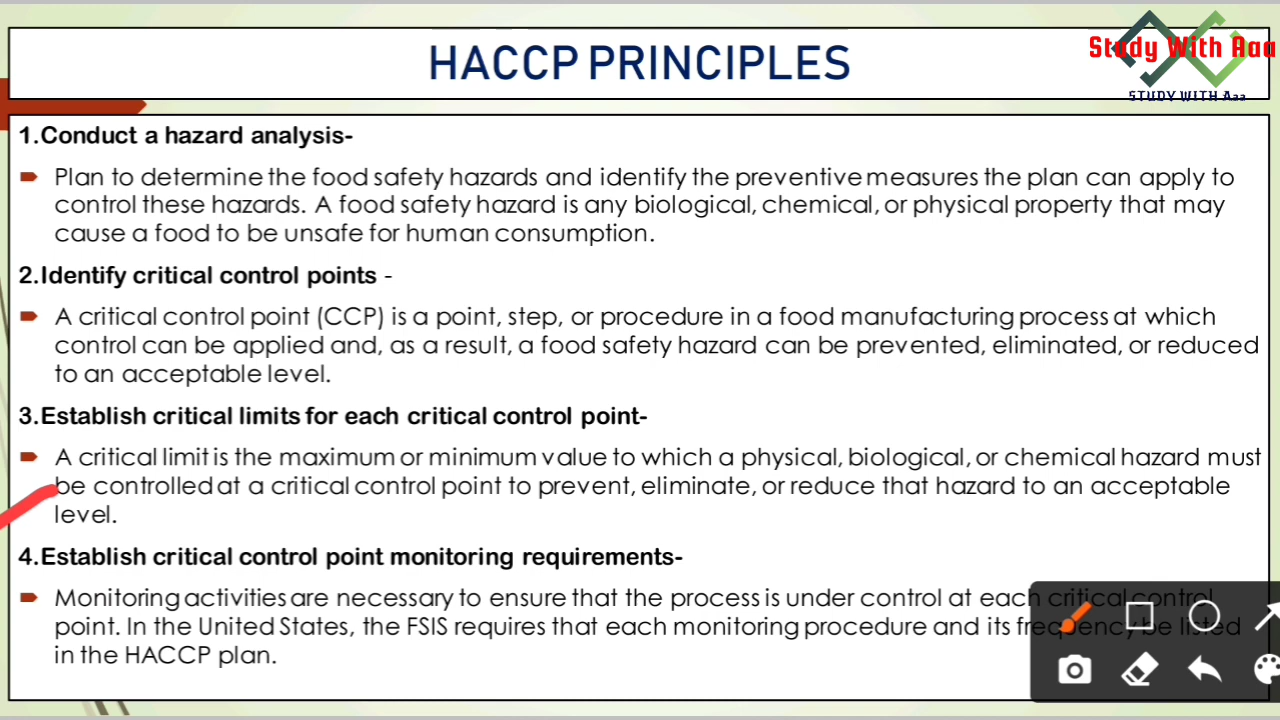 HACCP PRINCIPLES
Study With Aaa
STUDY WITH Aaa
1.Conduct a hazard analysis-
Plan to determine the food safety hazards and identify the preventive measures the plan can apply to
control these hazards. A food safety hazard is any biological, chemical, or physical property that may
cause a food to be unsafe for human consumption.
2.Identify critical control points -
A critical control point (CCP) is a point, step, or procedure in a food manufacturing process at which
control can be applied and, as a result, a food safety hazard can be prevented, eliminated, or reduced
to an acceptable level.
3.Establish critical limits for each critical control point-
A critical limit is the maximum or minimum value to which a physical, biological, or chemical hazard must
be controlled at a critical control point to prevent, eliminate, or reduce that hazard to an acceptable
level.
4.Establish critical control point monitoring requirements-
Monitoring activities are necessary to ensure that the process is under control at each critical control
point. In the United States, the FSIS requires that each monitoring procedure and its frequency be listed
in the HACCP plan.